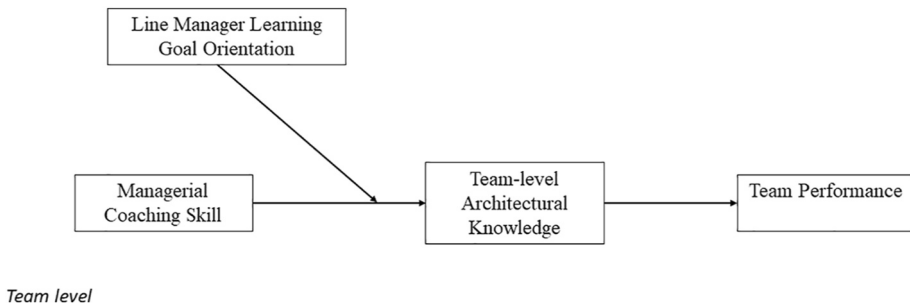 Line Manager Learning
Goal Orientation
Managerial
Coaching Skill
Team-level
Architectural
Knowledge
Team Performance
Team level